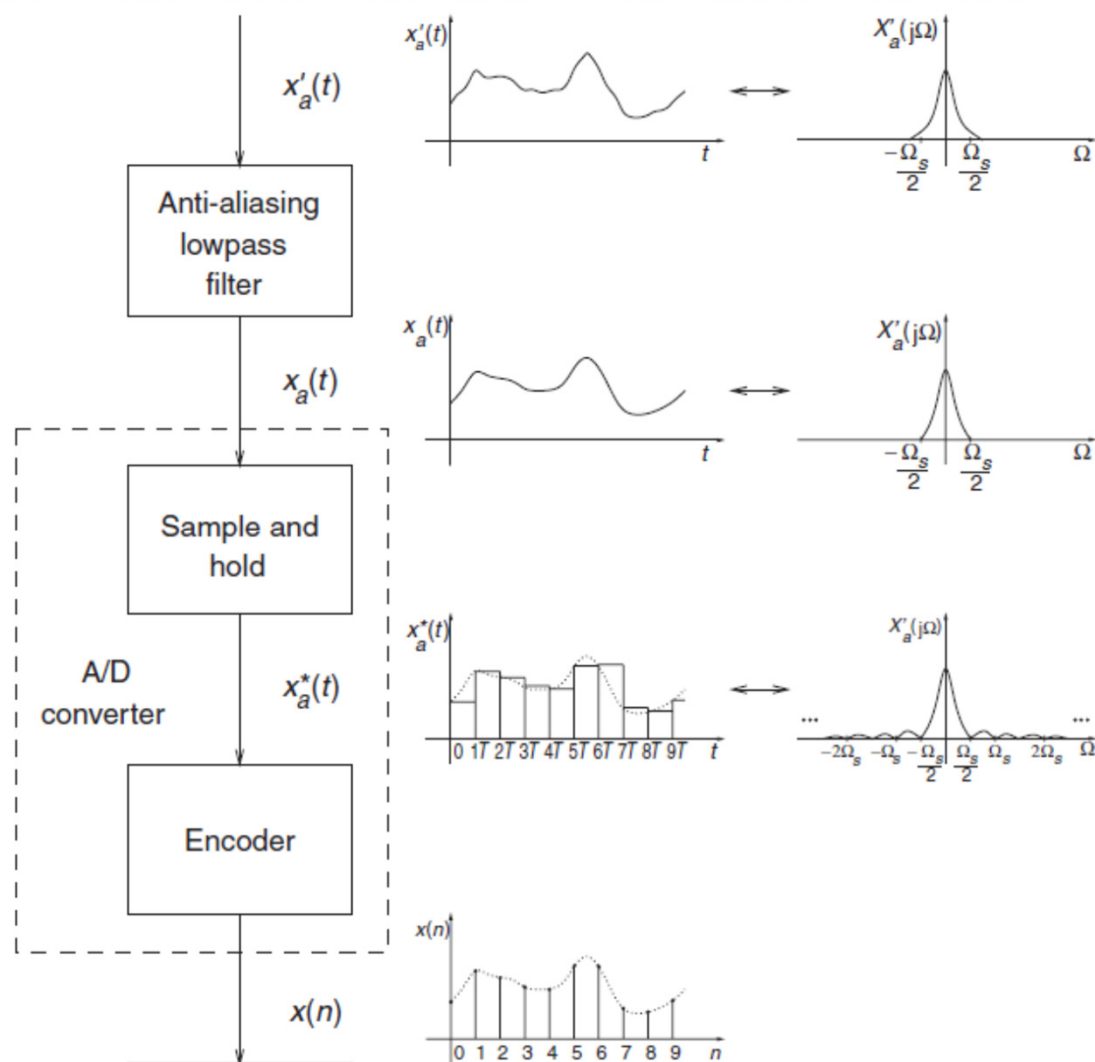 x'ₐ(t)
Anti-aliasing
lowpass
filter
xₐ(t)
Sample and
hold
A/D
converter
x*ₐ(t)
Encoder
x(n)
x'ₐ(t)
t
X'ₐ(jΩ)
−Ωₛ/2 Ωₛ/2 Ω
xₐ(t)
t
X'ₐ(jΩ)
−Ωₛ/2 Ωₛ/2 Ω
x*ₐ(t)
0 1T 2T 3T 4T 5T 6T 7T 8T 9T t
X'ₐ(jΩ)
... ...
−2Ωₛ −Ωₛ −Ωₛ/2 Ωₛ/2 Ωₛ 2Ωₛ Ω
x(n)
0 1 2 3 4 5 6 7 8 9 n